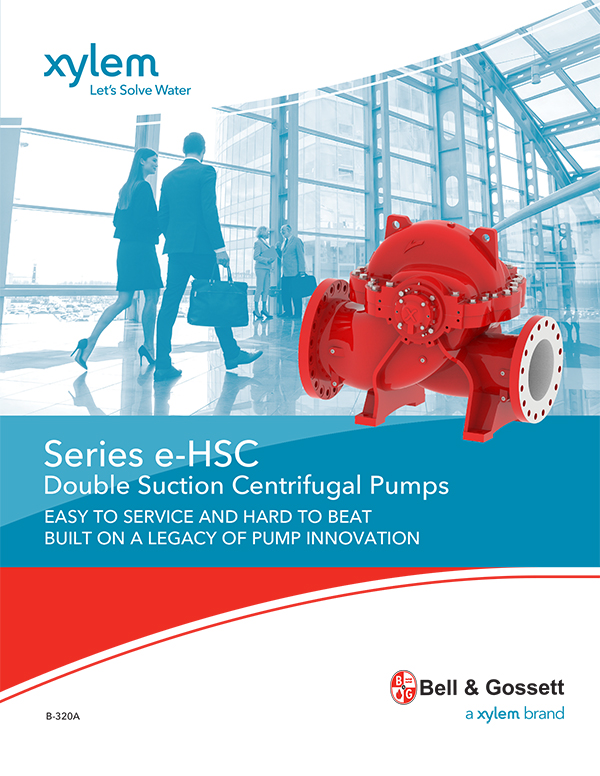 xylem
Let's Solve Water
Series e-HSC
Double Suction Centrifugal Pumps
EASY TO SERVICE AND HARD TO BEAT
BUILT ON A LEGACY OF PUMP INNOVATION
B G
Bell & Gossett
a xylem brand
B-320A